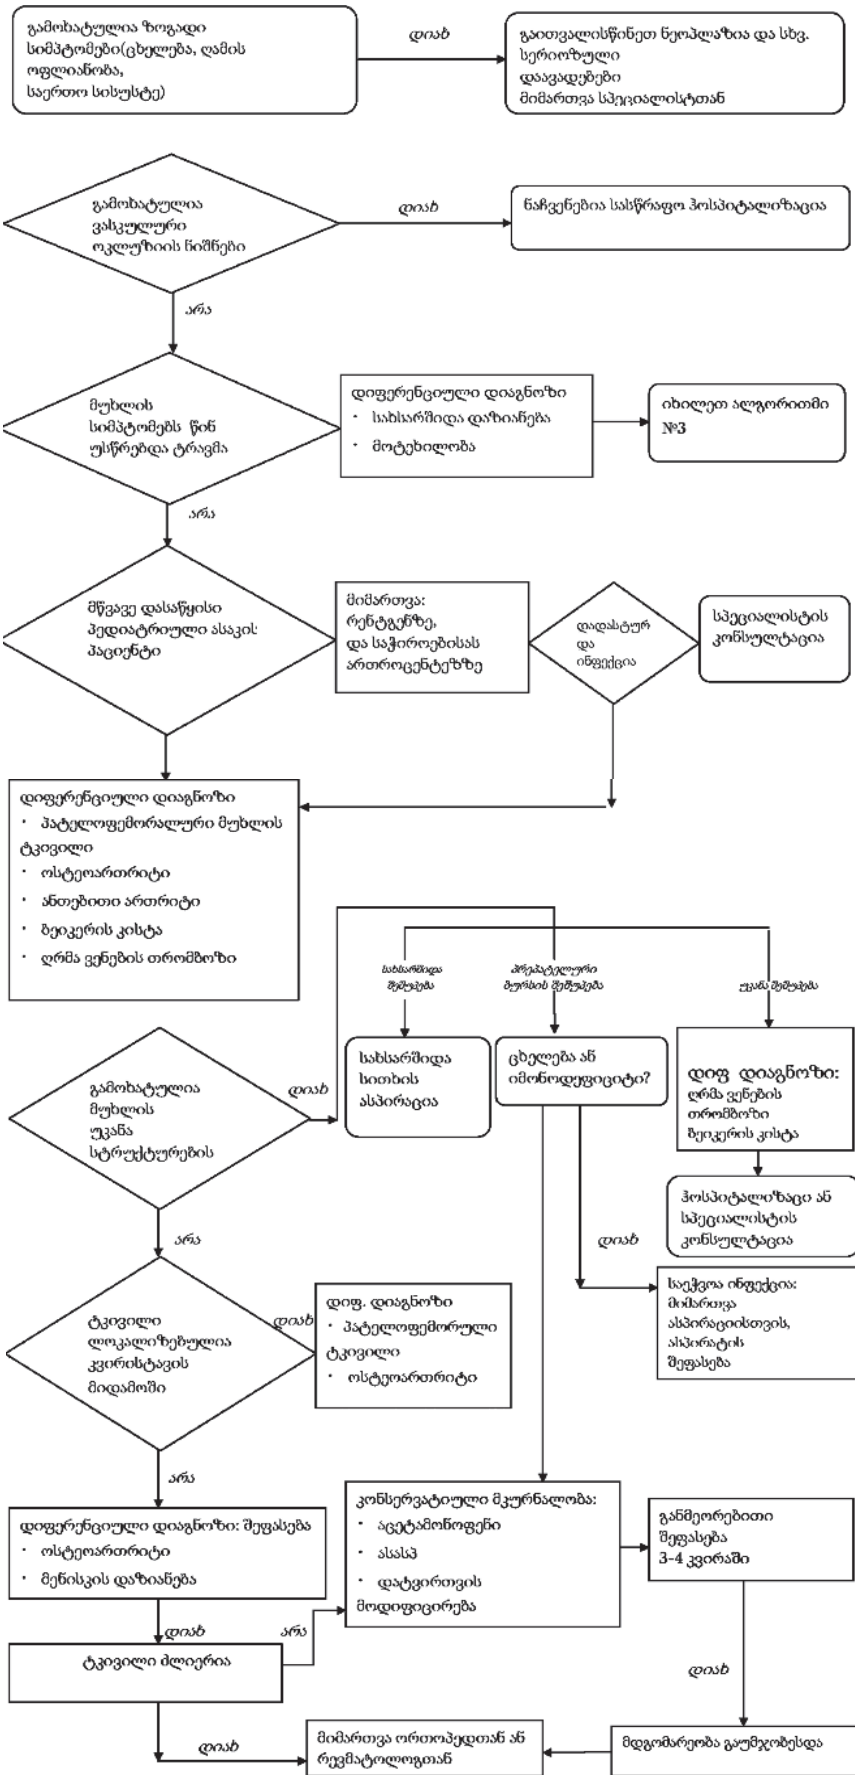 გამოხატულია ზოგადი
სიმპტომები(ცხელება, ღამის
ოფლიანობა,
საერთო სისუსტე)
დიახ
გაითვალისწინეთ ნეოპლაზია და სხვ.
სერიოზული
დაავადებები
მიმართვა სპეციალისტთან
გამოხატულია
ვასკულური
ოკლუზიის ნიშნები
დიახ
ნაჩვენებია სასწრაფო ჰოსპიტალიზაცია
არა
მუხლის
სიმპტომებს წინ
უსწრებდა ტრავმა
დიფერენციული დიაგნოზი
· სახსარშიდა დაზიანება
· მოტეხილობა
იხილეთ ალგორითმი
№3
არა
მწვავე დასაწყისი
პედიატრიული ასაკის
პაციენტი
მიმართვა:
რენტგენზე,
და საჭიროებისას
ართროცენტეზზე
დადასტურ
და
ინფექცია
სპეციალისტის
კონსულტაცია
დიფერენციული დიაგნოზი
· პატელოფემორალური მუხლის
ტკივილი
· ოსტეოართრიტი
· ანთებითი ართრიტი
· ბეიკერის კისტა
· ღრმა ვენების თრომბოზი
სახსარშიდა
შეშუპება
პრეპატელური
ბურსის შეშუპება
უკანა შეშუპება
გამოხატულია
მუხლის
უკანა
სტრუქტურების
დიახ
სახსარშიდა
სითხის
ასპირაცია
ცხელება ან
იმონოდეფიციტი?
დიფ დიაგნოზი:
ღრმა ვენების
თრომბოზი
ბეიკერის კისტა
ჰოსპიტალიზაცი ან
სპეციალისტის
კონსულტაცია
არა
დიახ
საეჭვოა ინფექცია:
მიმართვა
ასპირაციისთვის,
ასპირატის
შეფასება
ტკივილი
ლოკალიზებულია
კვირისტავის
მიდამოში
დიახ
დიფ. დიაგნოზი
· პატელოფემორული
ტკივილი
· ოსტეოართრიტი
არა
დიფერენციული დიაგნოზი: შეფასება
· ოსტეოართრიტი
· მენისკის დაზიანება
კონსერვატიული მკურნალობა:
· აცეტამონოფენი
· ასასპ
· დატვირთვის
მოდიფიცირება
განმეორებითი
შეფასება
3-4 კვირაში
დიახ
არა
ტკივილი ძლიერია
დიახ
დიახ
მიმართვა ორთოპედთან ან
რევმატოლოგთან
მდგომარეობა გაუმჯობესდა